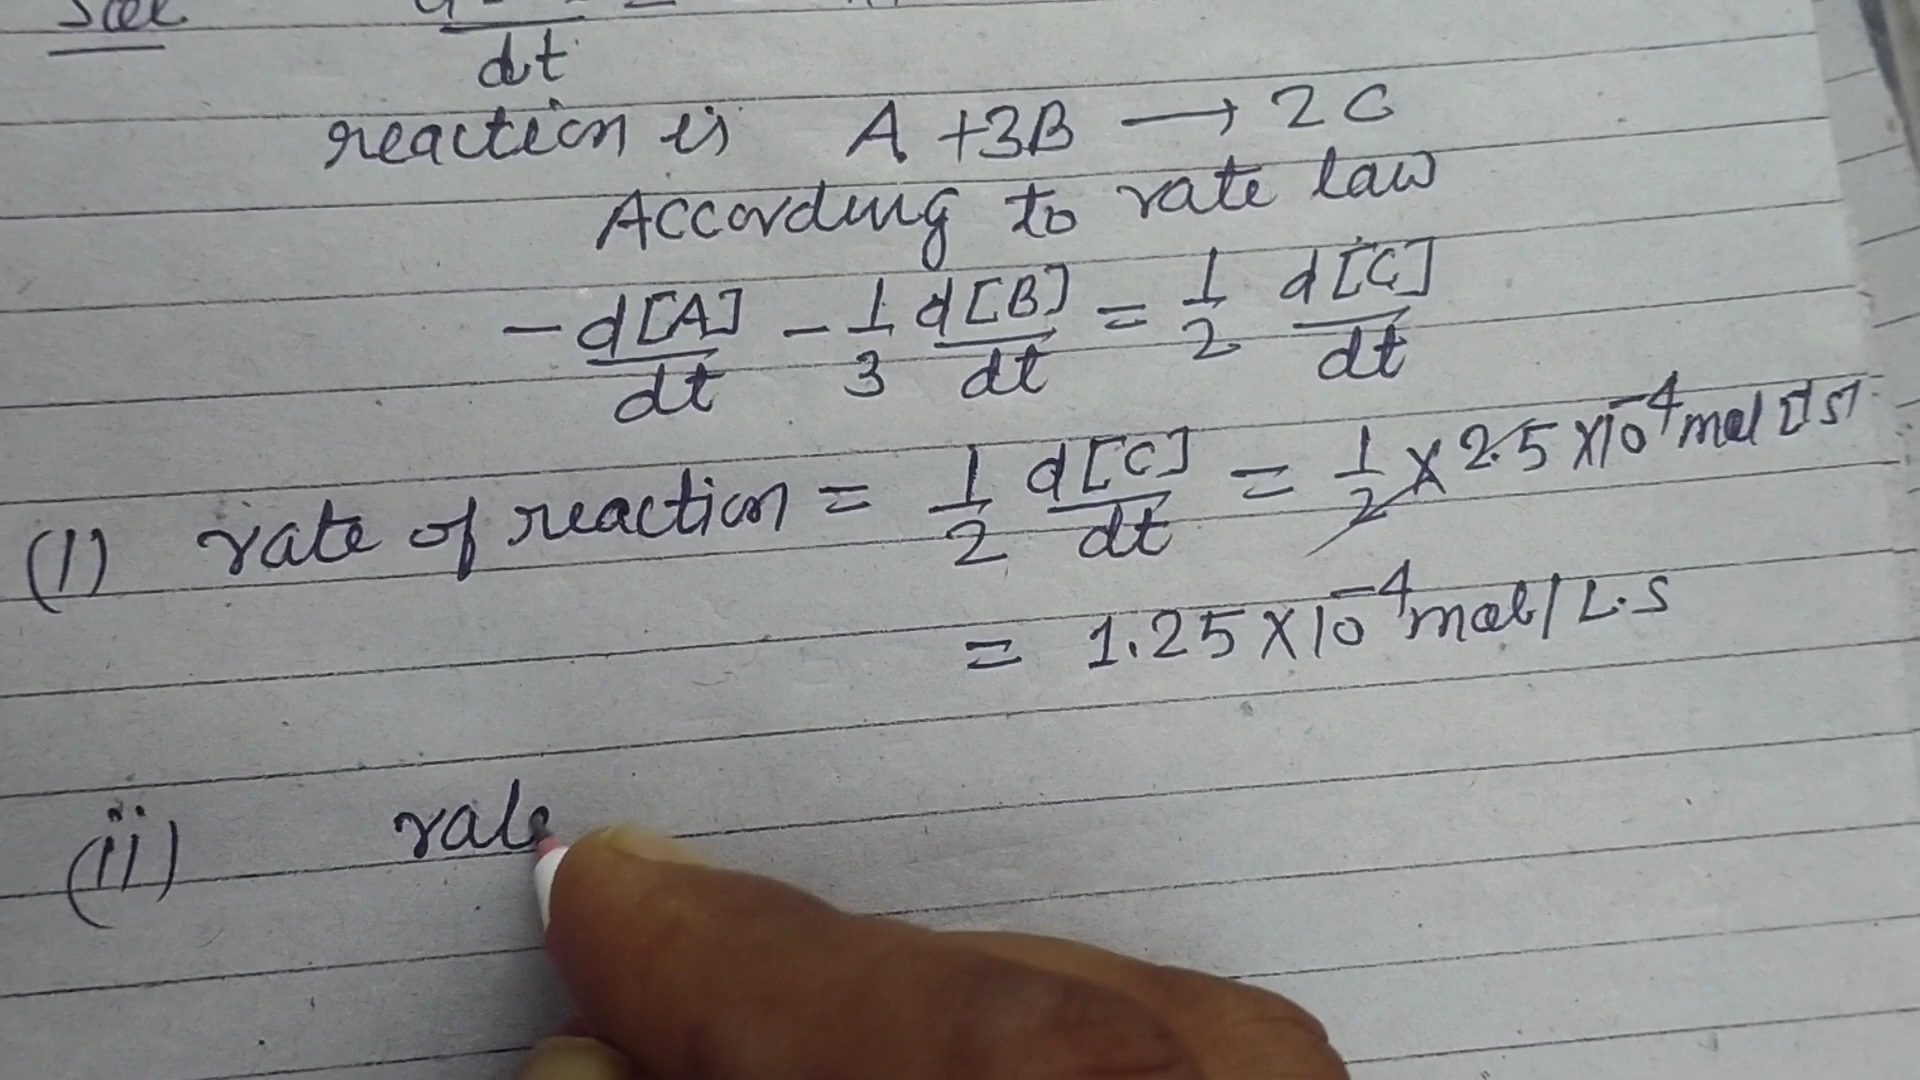 Sol
dt
reaction is A + 3B → 2C
According to rate law
- d[A]/dt - 1/3 d[B]/dt = 1/2 d[C]/dt
(1) rate of reaction = 1/2 d[C]/dt = 1/2 × 2.5 × 10⁻⁴ mol
= 1.25 × 10⁻⁴ mol/L.S
(ii) rate